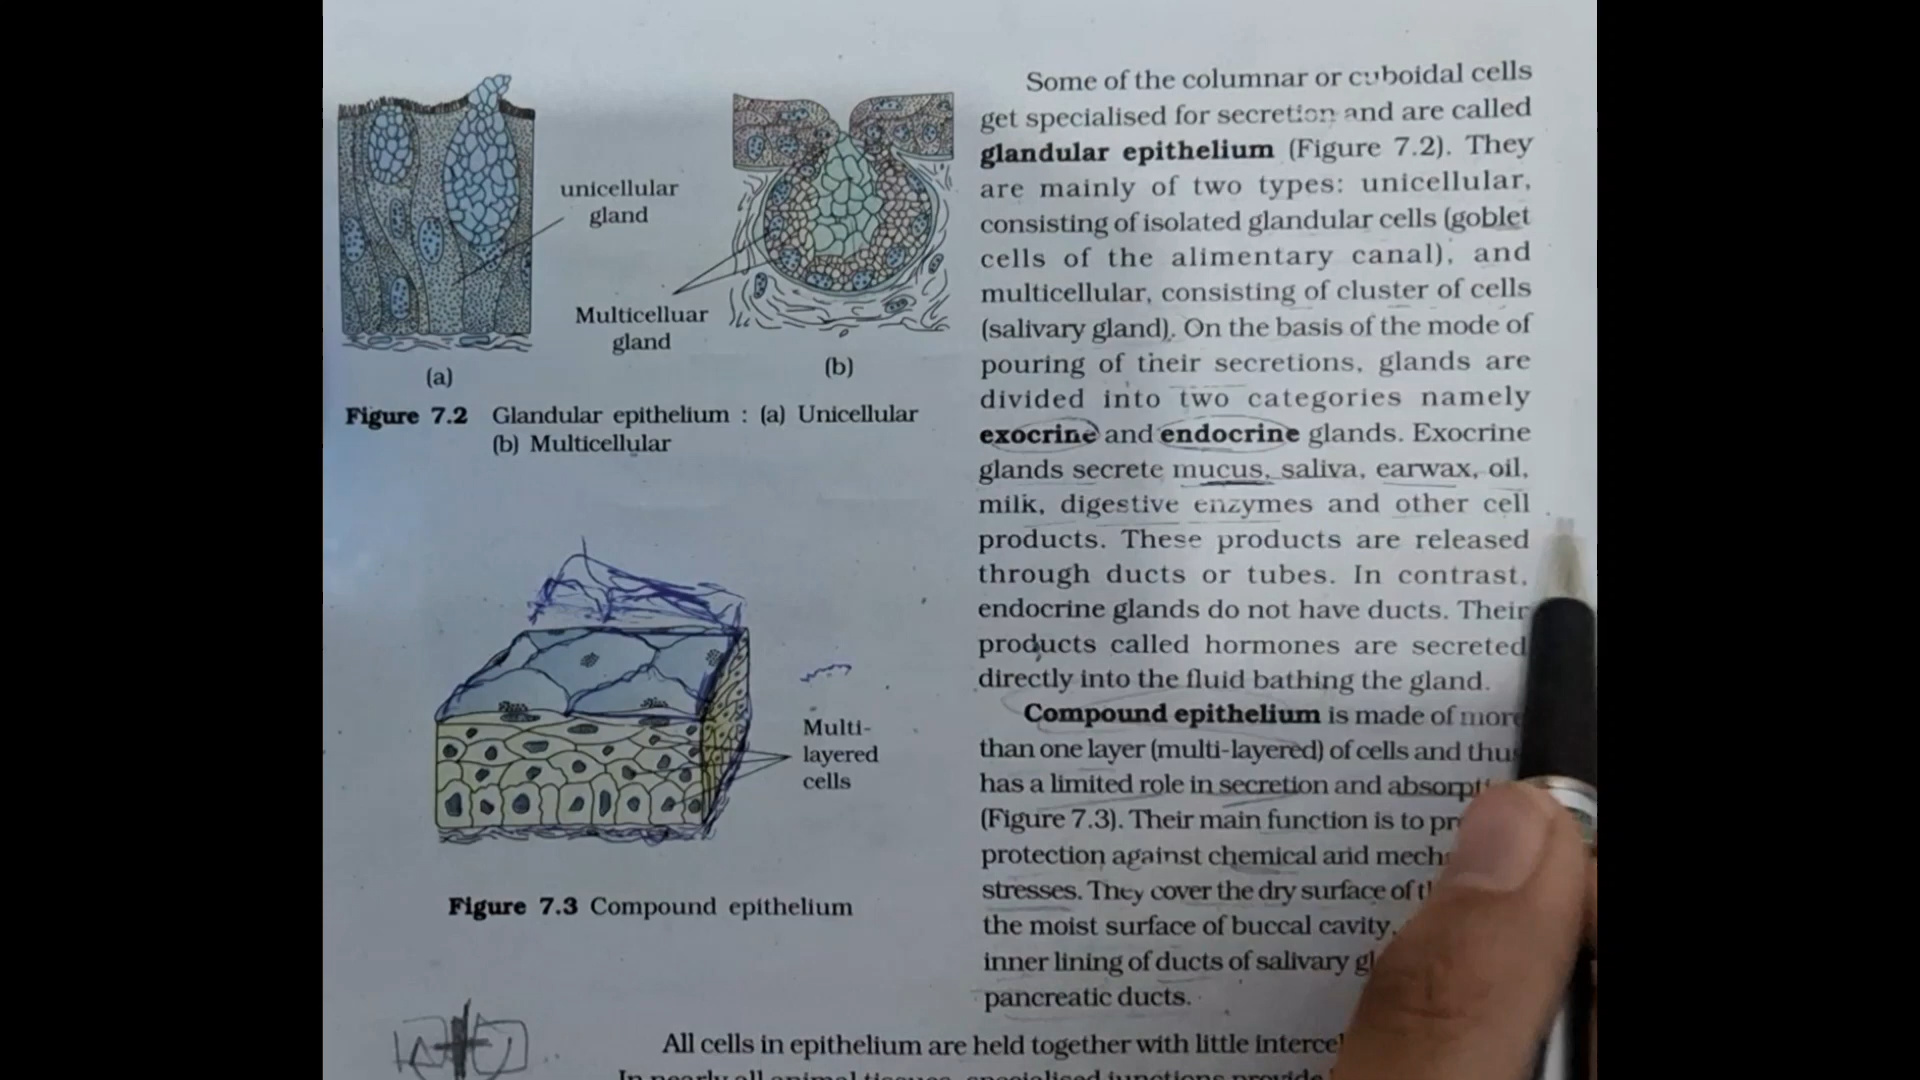 unicellular
gland
Multicelluar
gland
(a)
(b)
Figure 7.2 Glandular epithelium : (a) Unicellular
(b) Multicellular
Multi-
layered
cells
Figure 7.3 Compound epithelium
Some of the columnar or cuboidal cells
get specialised for secretion and are called
glandular epithelium (Figure 7.2). They
are mainly of two types: unicellular,
consisting of isolated glandular cells (goblet
cells of the alimentary canal), and
multicellular, consisting of cluster of cells
(salivary gland). On the basis of the mode of
pouring of their secretions, glands are
divided into two categories namely
exocrine and endocrine glands. Exocrine
glands secrete mucus, saliva, earwax, oil,
milk, digestive enzymes and other cell
products. These products are released
through ducts or tubes. In contrast,
endocrine glands do not have ducts. Their
products called hormones are secreted
directly into the fluid bathing the gland.
Compound epithelium is made of more
than one layer (multi-layered) of cells and thus
has a limited role in secretion and
(Figure 7.3). Their main function is to
protection against chemical and
stresses. They cover the dry surface of
the moist surface of buccal cavity,
inner lining of ducts of salivary
pancreatic ducts.
All cells in epithelium are held together with little
In nearly all animal tissues, specialised junctions provide